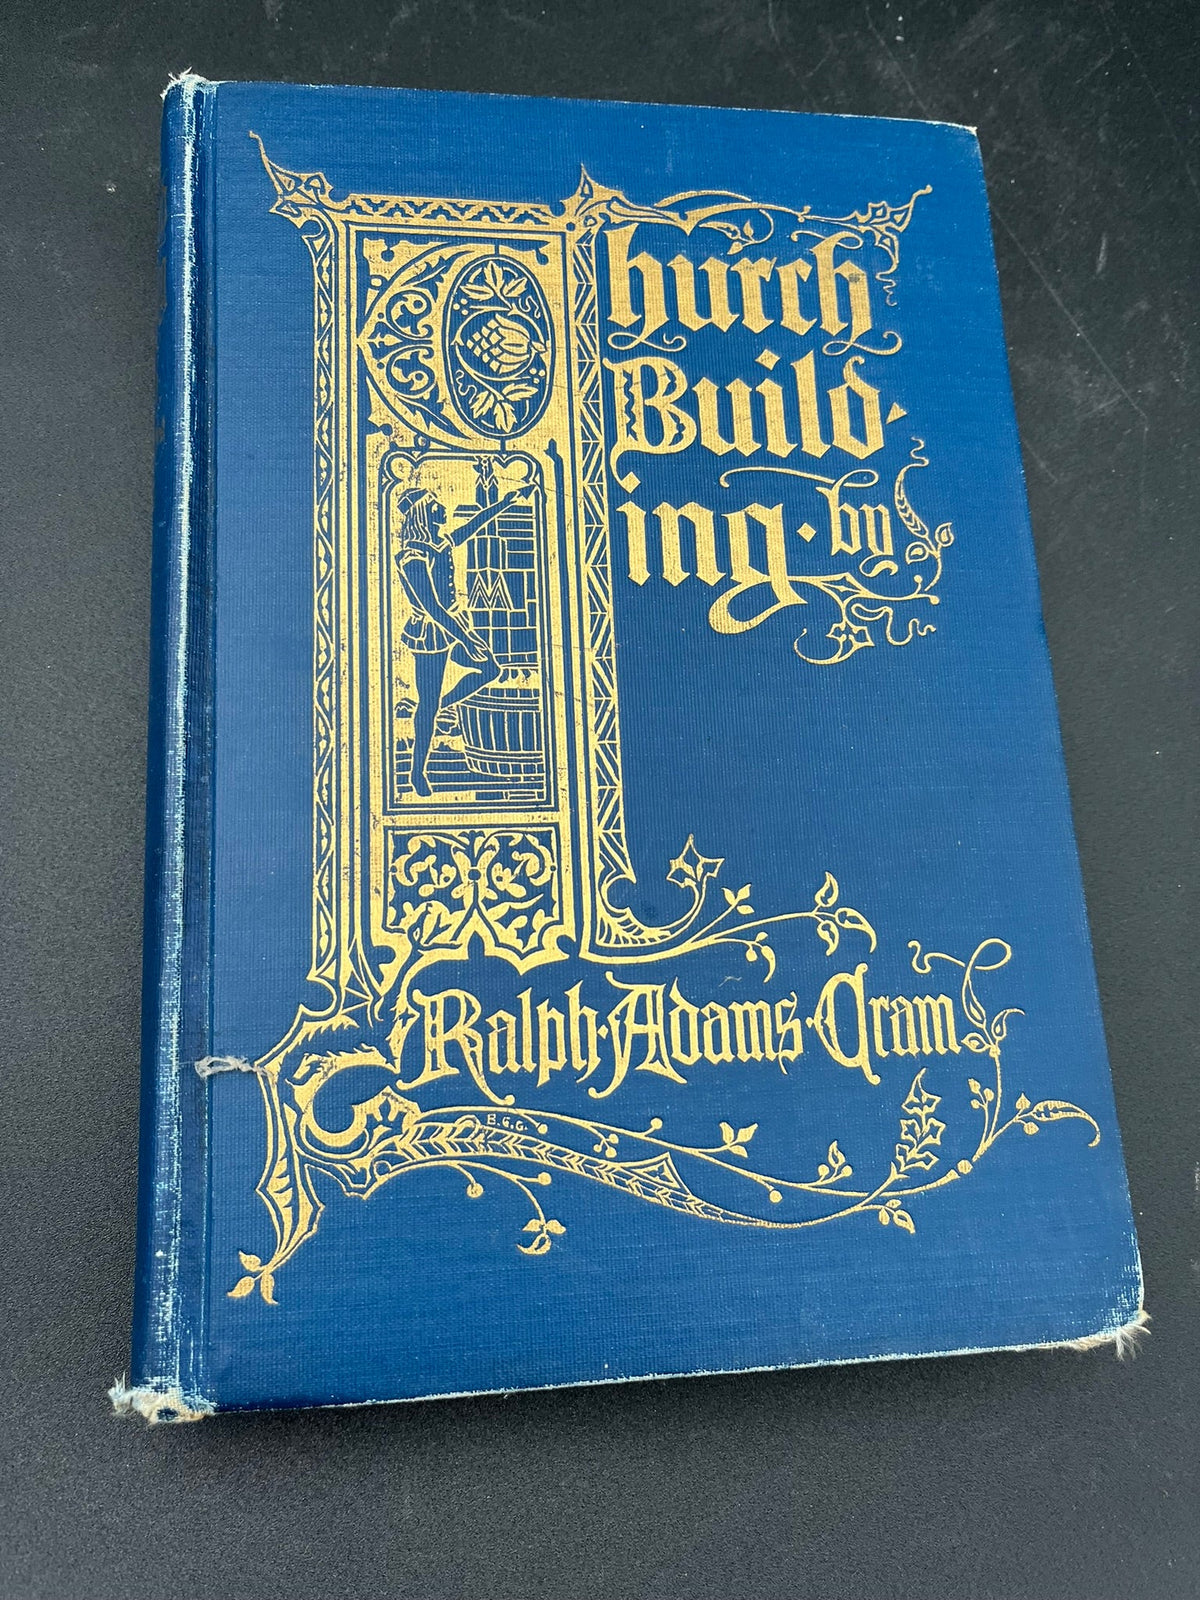 Church
Build·
ing·by
Ralph·Adams·Cram
E.G.G.